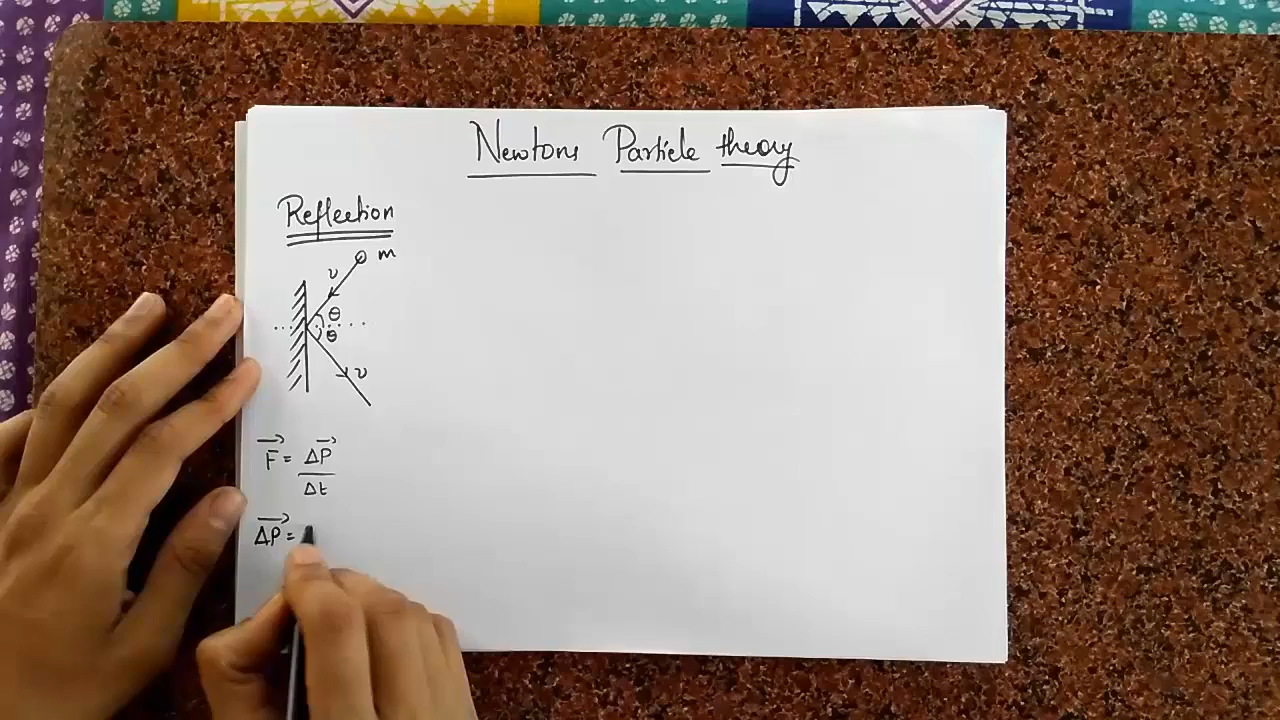 Newtons Particle theory
Reflection
m
v
θ
θ
v
F⃗ = ΔP⃗ / Δt
ΔP⃗ =